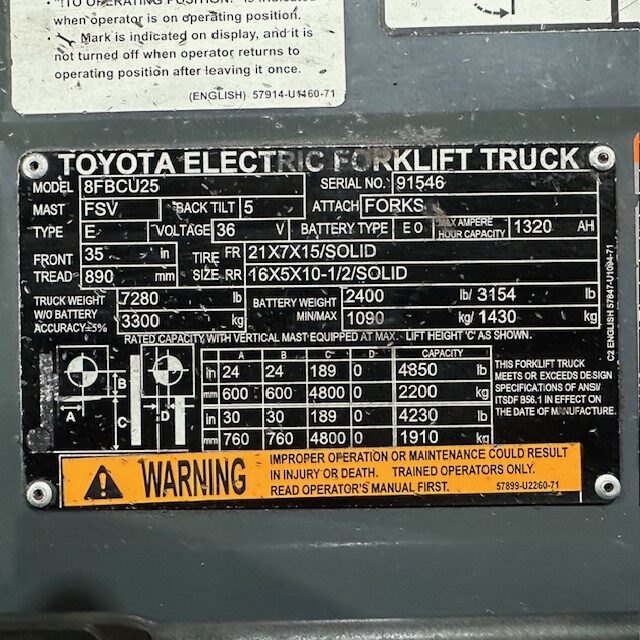 "TO OPERATING POSITION." is indicated
when operator is on operating position.
Mark is indicated on display, and it is
not turned off when operator returns to
operating position after leaving it once.
(ENGLISH) 57914-U1160-71
TOYOTA ELECTRIC FORKLIFT TRUCK
MODEL 8FBCU25 SERIAL NO. 91546
MAST FSV BACK TILT 5 ATTACH FORKS
TYPE E VOLTAGE 36 V BATTERY TYPE E O MAX AMPERE HOUR CAPACITY 1320 AH
FRONT 35 in TIRE FR 21X7X15/SOLID
TREAD 890 mm SIZE RR 16X5X10-1/2/SOLID
TRUCK WEIGHT 7280 lb BATTERY WEIGHT 2400 lb/ 3154 lb
W/O BATTERY
ACCURACY±5% 3300 kg MIN/MAX 1090 kg/ 1430 kg
RATED CAPACITY WITH VERTICAL MAST EQUIPPED AT MAX. LIFT HEIGHT 'C' AS SHOWN.
A B C D CAPACITY
in 24 24 189 0 4850 lb
mm 600 600 4800 0 2200 kg
in 30 30 189 0 4230 lb
mm 760 760 4800 0 1910 kg
A B C D
THIS FORKLIFT TRUCK
MEETS OR EXCEEDS DESIGN
SPECIFICATIONS OF ANSI/
ITSDF B56.1 IN EFFECT ON
THE DATE OF MANUFACTURE.
C2 ENGLISH 57847-U1094-71
WARNING
IMPROPER OPERATION OR MAINTENANCE COULD RESULT
IN INJURY OR DEATH. TRAINED OPERATORS ONLY.
READ OPERATOR'S MANUAL FIRST. 57899-U2260-71